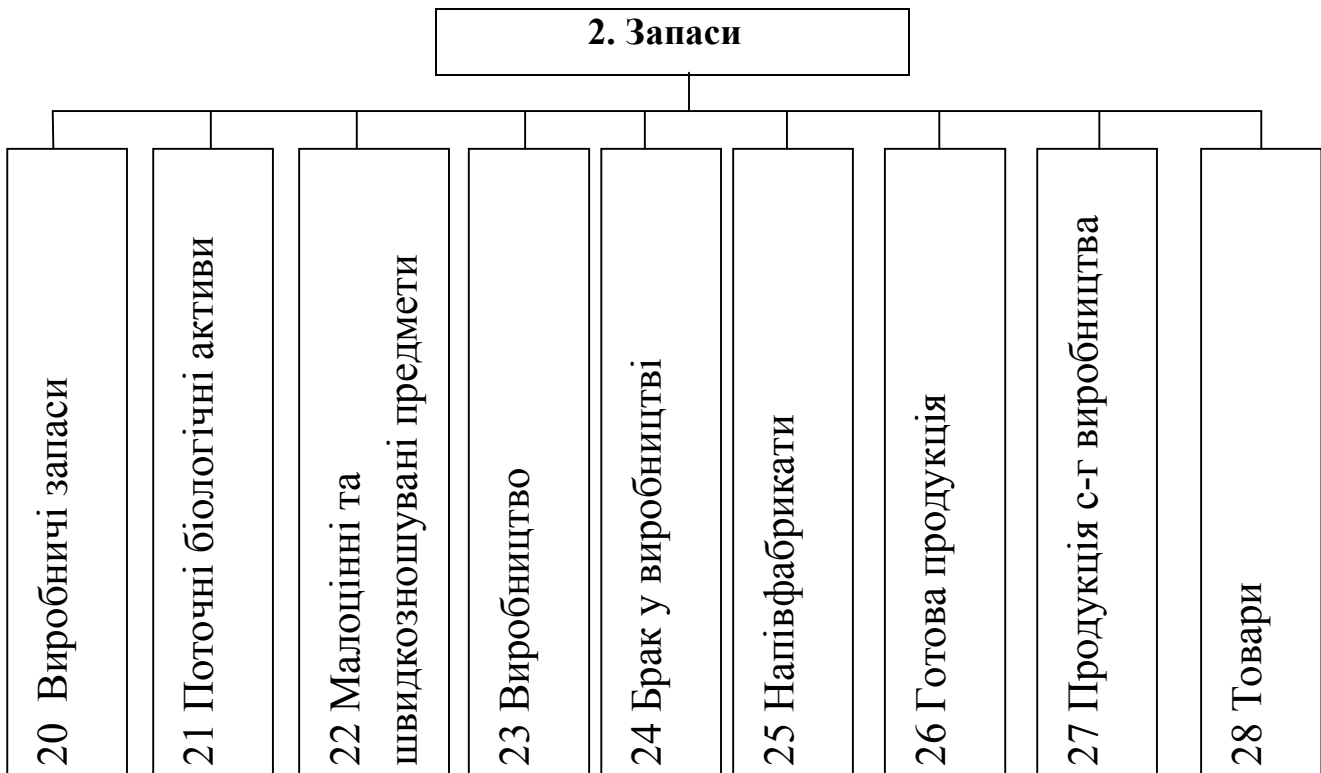 2. Запаси
20 Виробничі запаси
21 Поточні біологічні активи
22 Малоцінні та
швидкозношувані предмети
23 Виробництво
24 Брак у виробництві
25 Напівфабрикати
26 Готова продукція
27 Продукція с-г виробництва
28 Товари